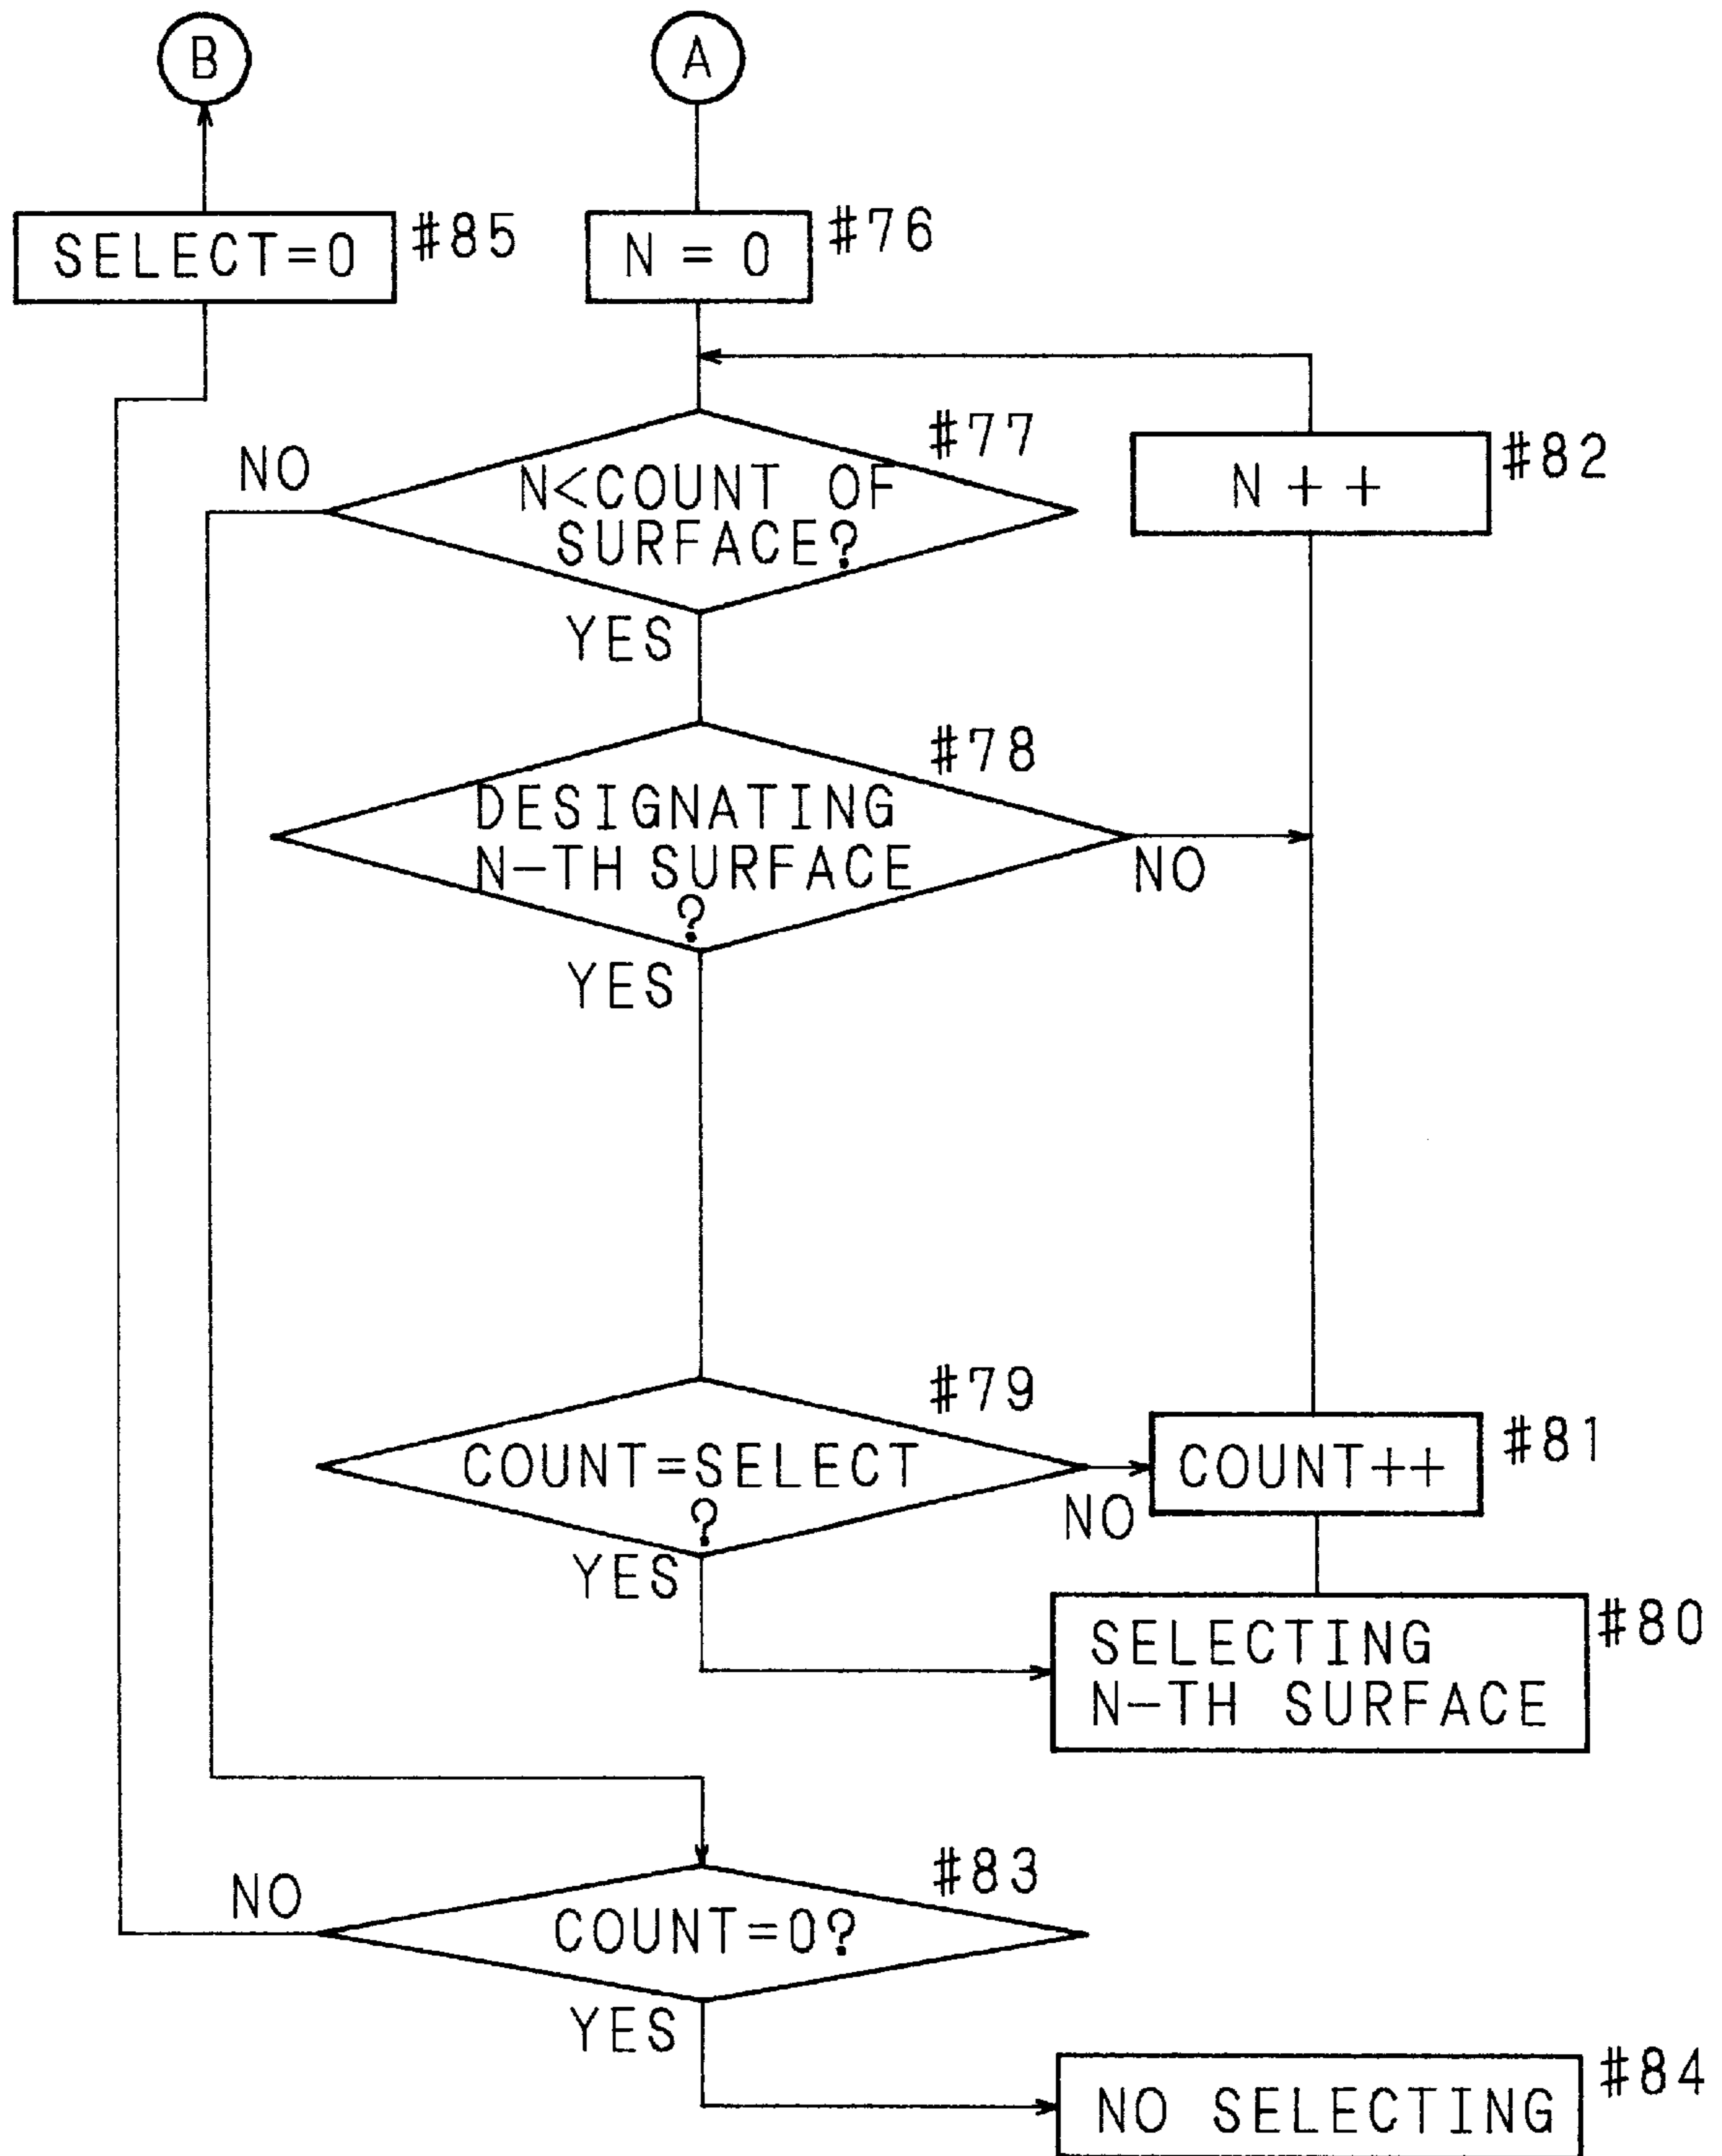 B
A
SELECT=0
#85
N = 0
#76
#77
NO
N<COUNT OF
SURFACE?
N++
#82
YES
#78
DESIGNATING
N-TH SURFACE
?
NO
YES
#79
COUNT=SELECT
?
NO
COUNT++
#81
YES
SELECTING
N-TH SURFACE
#80
#83
NO
COUNT=0?
YES
NO SELECTING
#84